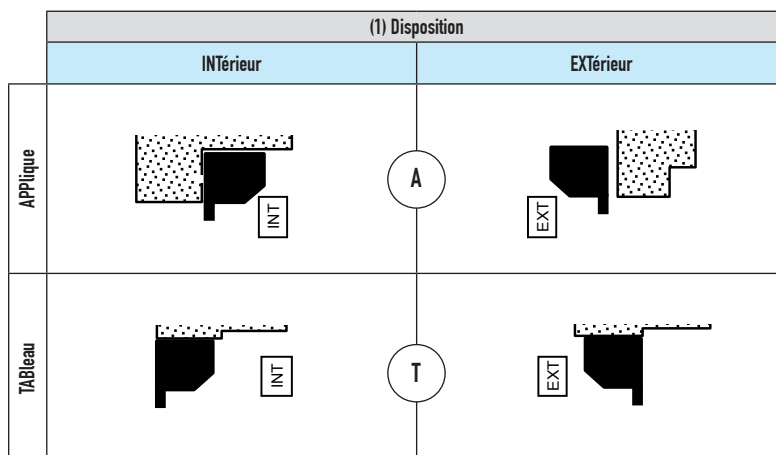 (1) Disposition
INTérieur
EXTérieur
APPlique
INT
A
EXT
TABleau
INT
T
EXT